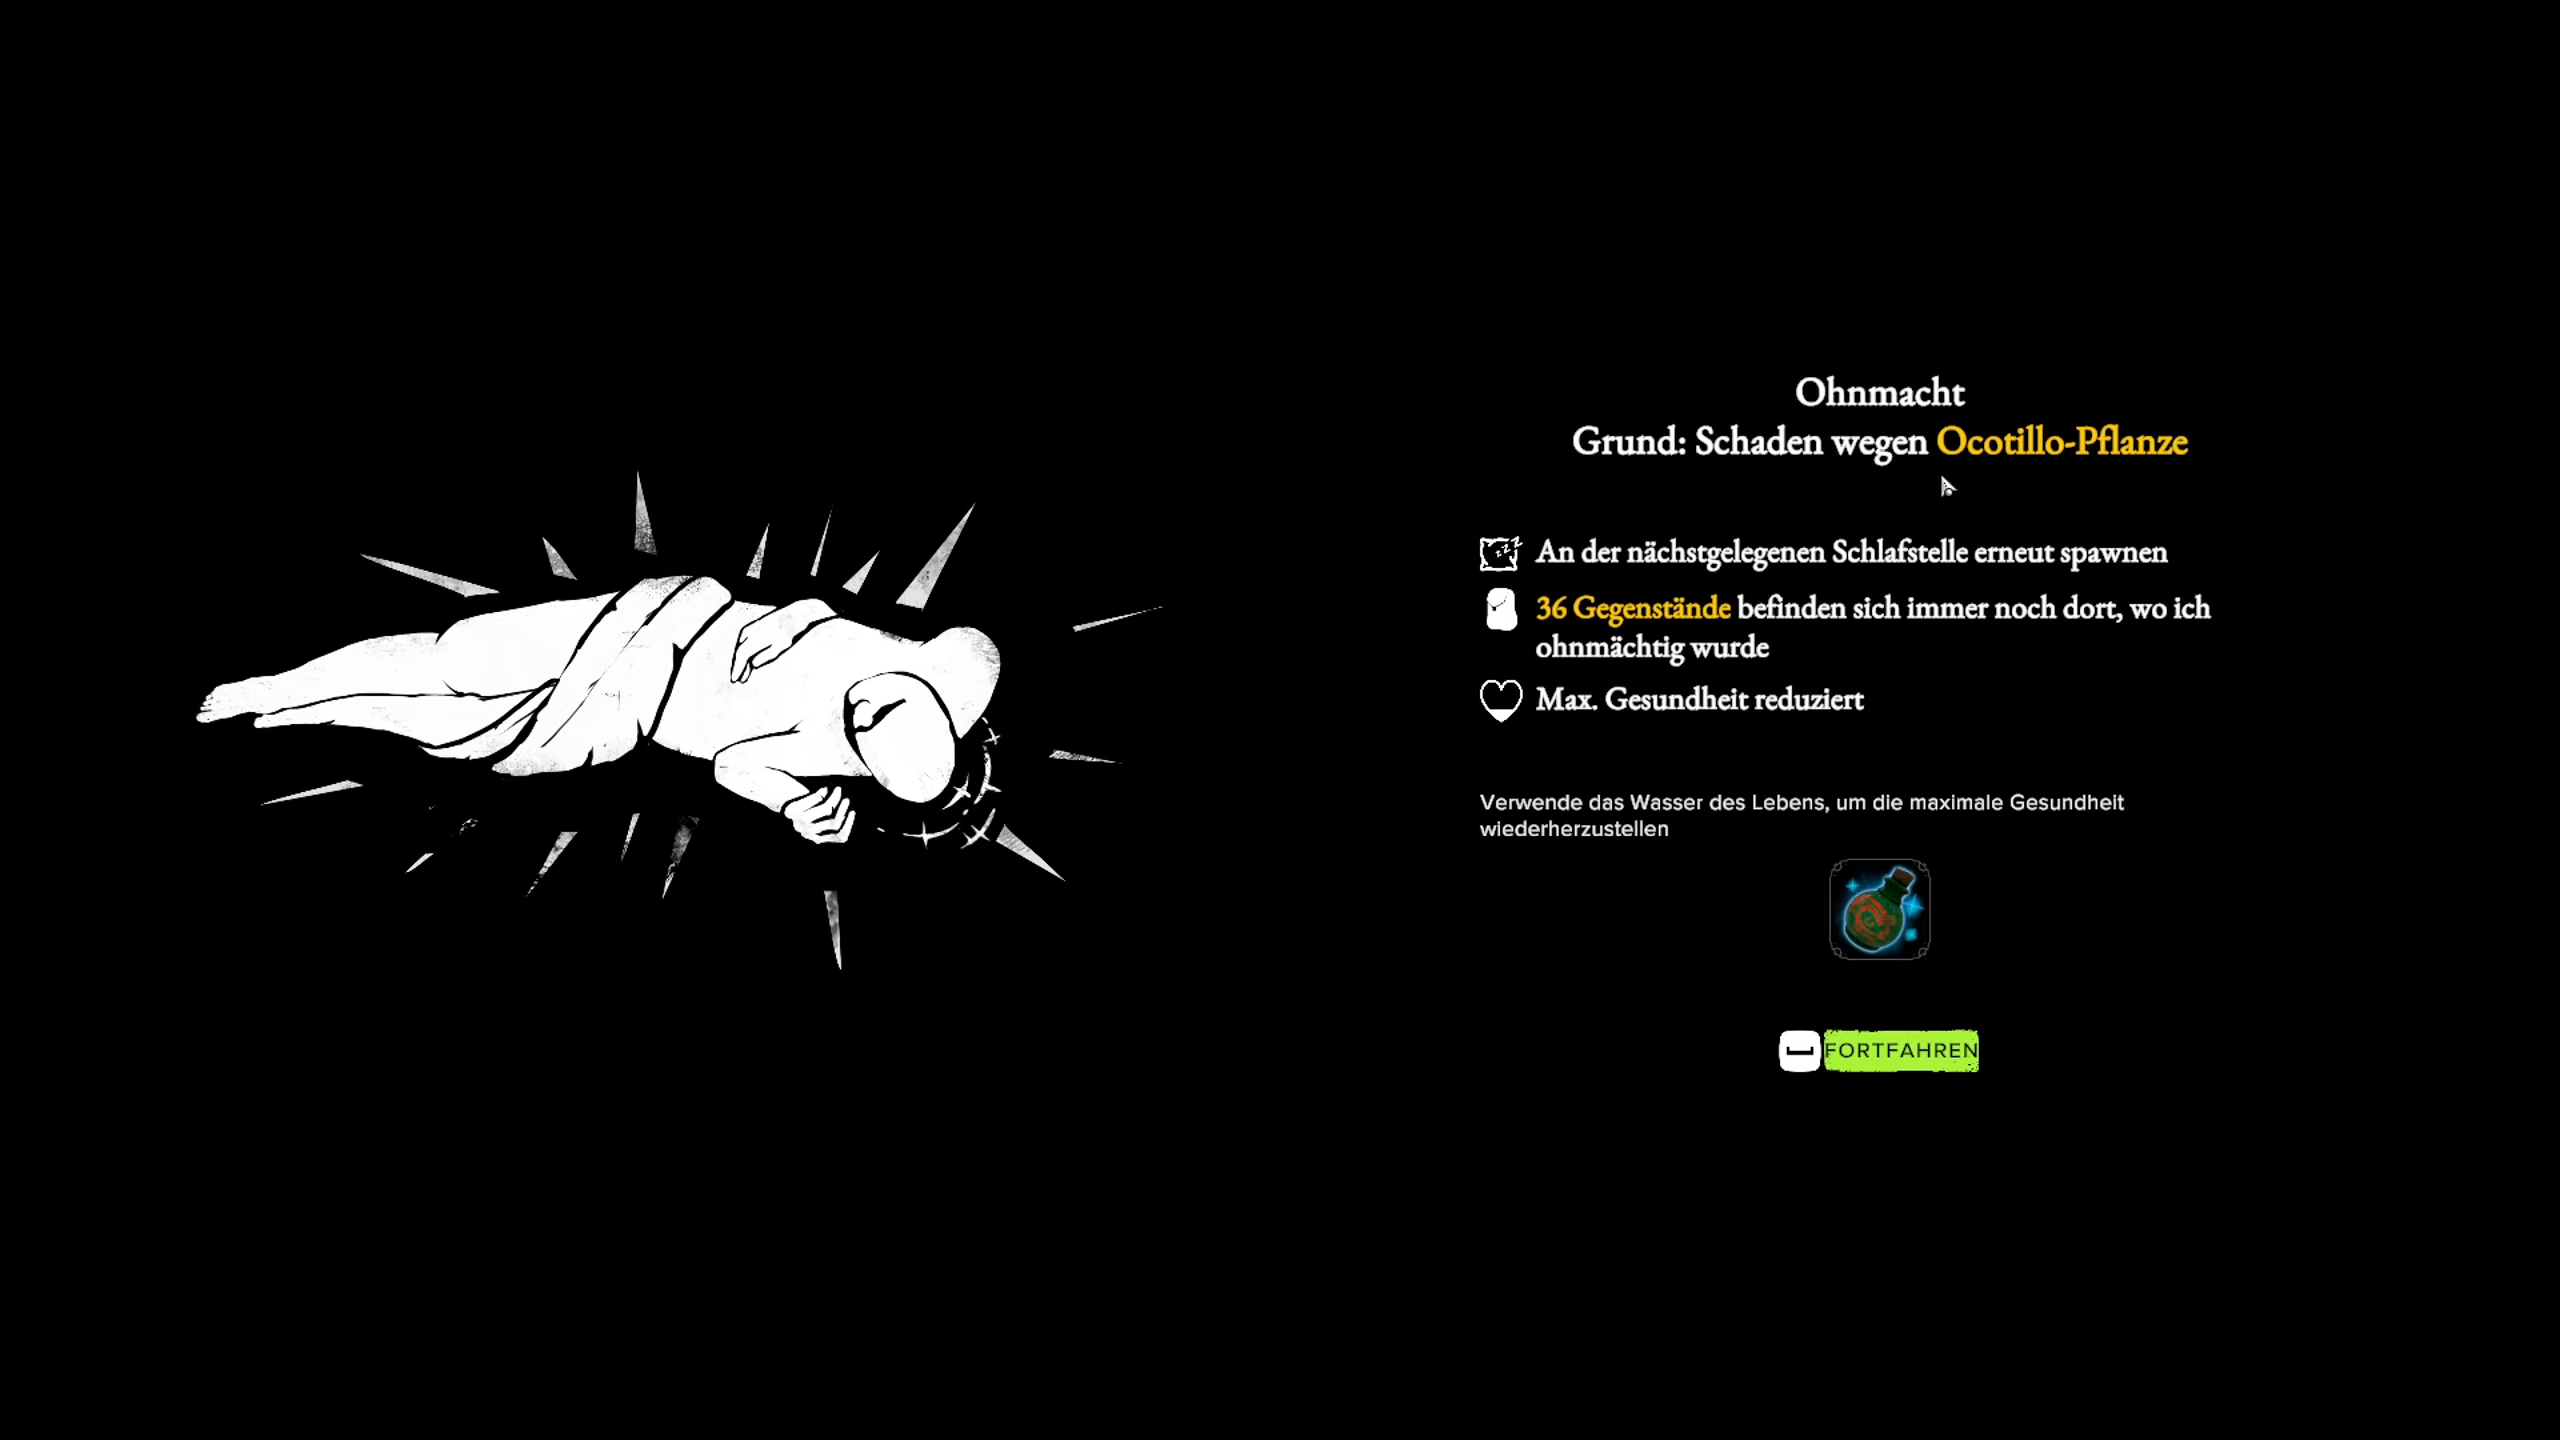 Ohnmacht
Grund: Schaden wegen Ocotillo-Pflanze
An der nächstgelegenen Schlafstelle erneut spawnen
36 Gegenstände befinden sich immer noch dort, wo ich
ohnmächtig wurde
Max. Gesundheit reduziert
Verwende das Wasser des Lebens, um die maximale Gesundheit
wiederherzustellen
FORTFAHREN